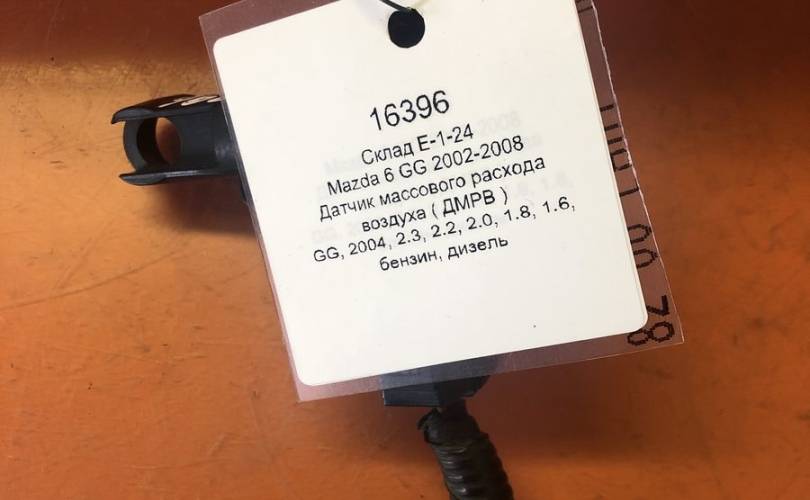 16396
Склад E-1-24
Mazda 6 GG 2002-2008
Датчик массового расхода
воздуха ( ДМРВ )
GG, 2004, 2.3, 2.2, 2.0, 1.8, 1.6,
бензин, дизель